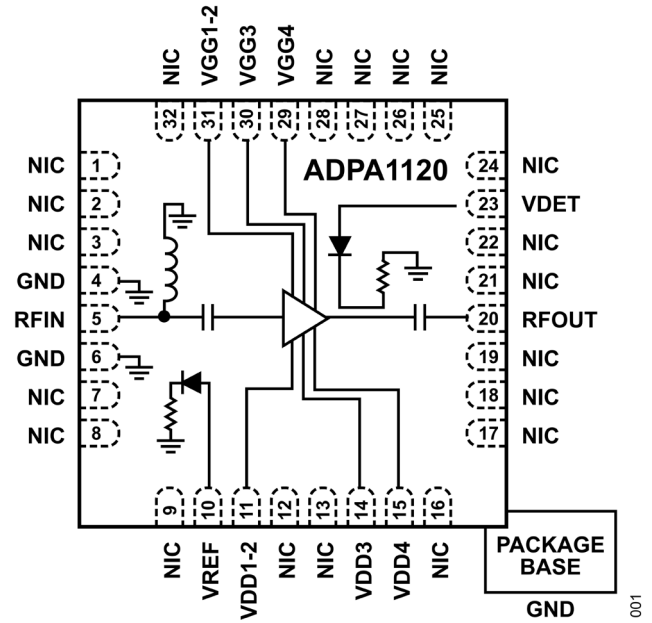 NIC
VGG1-2
VGG3
VGG4
NIC
NIC
NIC
NIC
32
31
30
29
28
27
26
25
ADPA1120
NIC 1
NIC 2
NIC 3
GND 4
RFIN 5
GND 6
NIC 7
NIC 8
24 NIC
23 VDET
22 NIC
21 NIC
20 RFOUT
19 NIC
18 NIC
17 NIC
9
10
11
12
13
14
15
16
NIC
VREF
VDD1-2
NIC
NIC
VDD3
VDD4
NIC
PACKAGE
BASE
GND
001